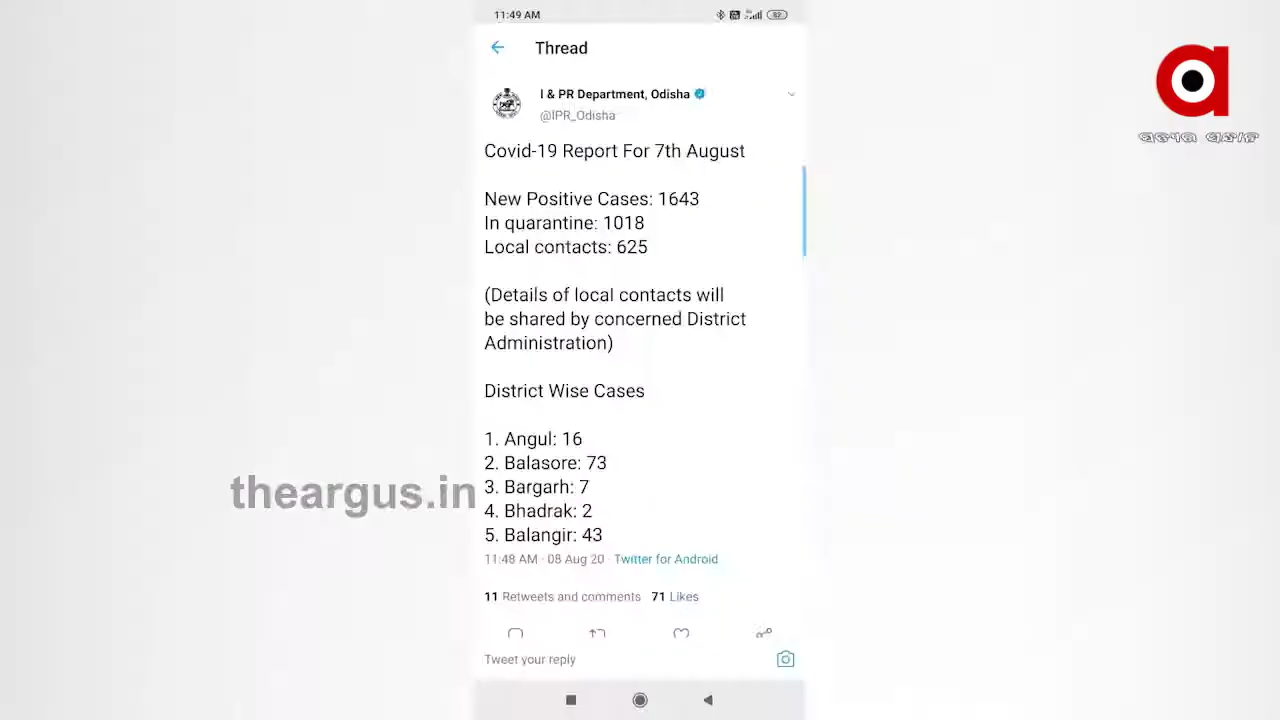 11:49 AM
82
Thread
I & PR Department, Odisha
@IPR_Odisha
Covid-19 Report For 7th August
New Positive Cases: 1643
In quarantine: 1018
Local contacts: 625
(Details of local contacts will
be shared by concerned District
Administration)
District Wise Cases
1. Angul: 16
2. Balasore: 73
3. Bargarh: 7
4. Bhadrak: 2
5. Balangir: 43
11:48 AM · 08 Aug 20 · Twitter for Android
11 Retweets and comments 71 Likes
Tweet your reply
theargus.in